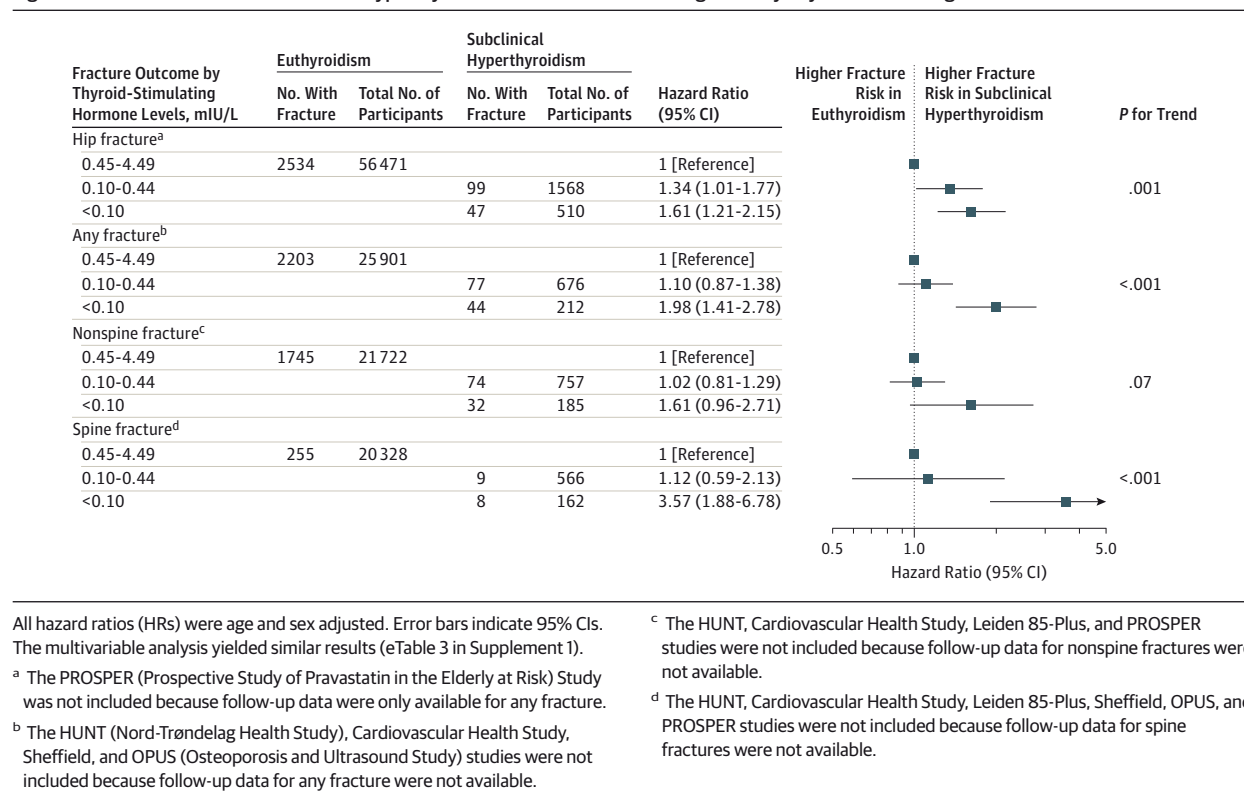 Subclinical
Euthyroidism Hyperthyroidism
Fracture Outcome by Thyroid-Stimulating Hormone Levels, mIU/L No. With Fracture Total No. of Participants No. With Fracture Total No. of Participants Hazard Ratio (95% CI) Higher Fracture Risk in Euthyroidism Higher Fracture Risk in Subclinical Hyperthyroidism P for Trend
Hip fractureᵃ
0.45-4.49 2534 56 471 1 [Reference]
0.10-0.44 99 1568 1.34 (1.01-1.77) .001
<0.10 47 510 1.61 (1.21-2.15)
Any fractureᵇ
0.45-4.49 2203 25 901 1 [Reference]
0.10-0.44 77 676 1.10 (0.87-1.38) <.001
<0.10 44 212 1.98 (1.41-2.78)
Nonspine fractureᶜ
0.45-4.49 1745 21 722 1 [Reference]
0.10-0.44 74 757 1.02 (0.81-1.29) .07
<0.10 32 185 1.61 (0.96-2.71)
Spine fractureᵈ
0.45-4.49 255 20 328 1 [Reference]
0.10-0.44 9 566 1.12 (0.59-2.13) <.001
<0.10 8 162 3.57 (1.88-6.78)
0.5 1.0 5.0
Hazard Ratio (95% CI)
All hazard ratios (HRs) were age and sex adjusted. Error bars indicate 95% CIs.
The multivariable analysis yielded similar results (eTable 3 in Supplement 1).
ᵃ The PROSPER (Prospective Study of Pravastatin in the Elderly at Risk) Study
was not included because follow-up data were only available for any fracture.
ᵇ The HUNT (Nord-Trøndelag Health Study), Cardiovascular Health Study,
Sheffield, and OPUS (Osteoporosis and Ultrasound Study) studies were not
included because follow-up data for any fracture were not available.
ᶜ The HUNT, Cardiovascular Health Study, Leiden 85-Plus, and PROSPER
studies were not included because follow-up data for nonspine fractures were
not available.
ᵈ The HUNT, Cardiovascular Health Study, Leiden 85-Plus, Sheffield, OPUS, and
PROSPER studies were not included because follow-up data for spine
fractures were not available.